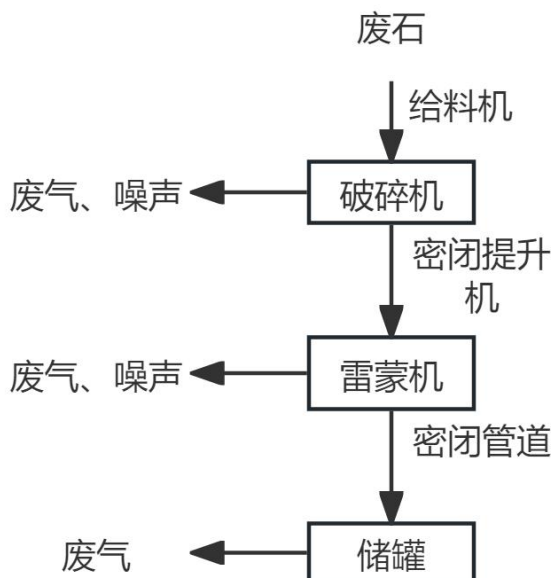 废石
给料机
废气、噪声
破碎机
密闭提升
机
废气、噪声
雷蒙机
密闭管道
废气
储罐